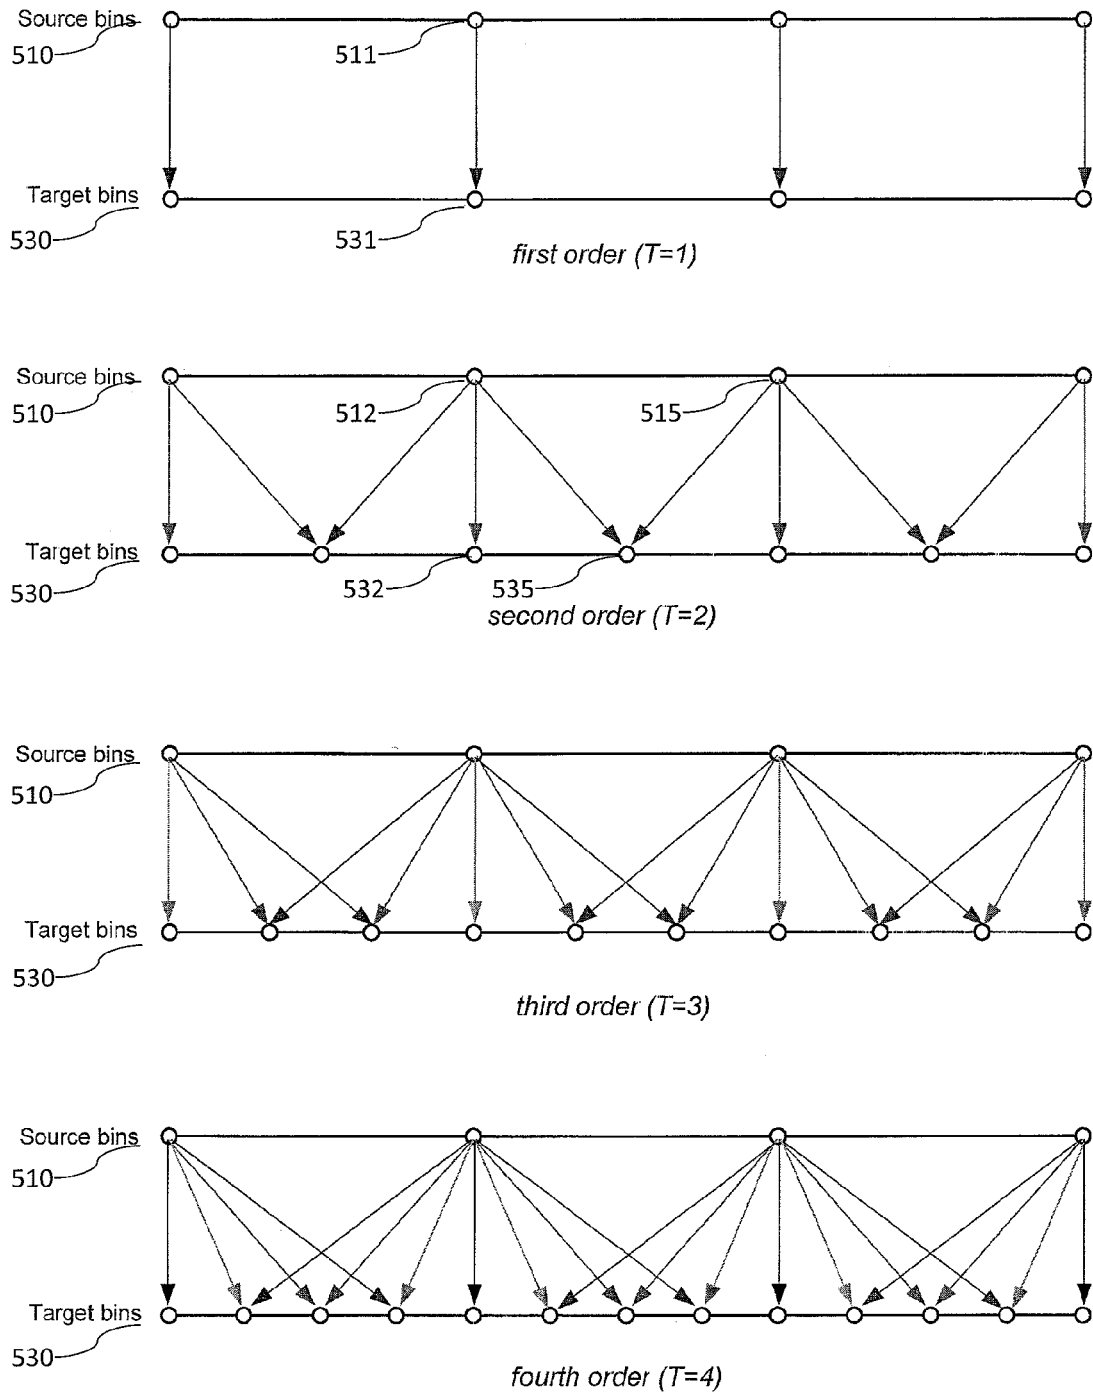 Source bins
510
511
Target bins
530
531
first order (T=1)
Source bins
510
512
515
Target bins
530
532
535
second order (T=2)
Source bins
510
Target bins
530
third order (T=3)
Source bins
510
Target bins
530
fourth order (T=4)